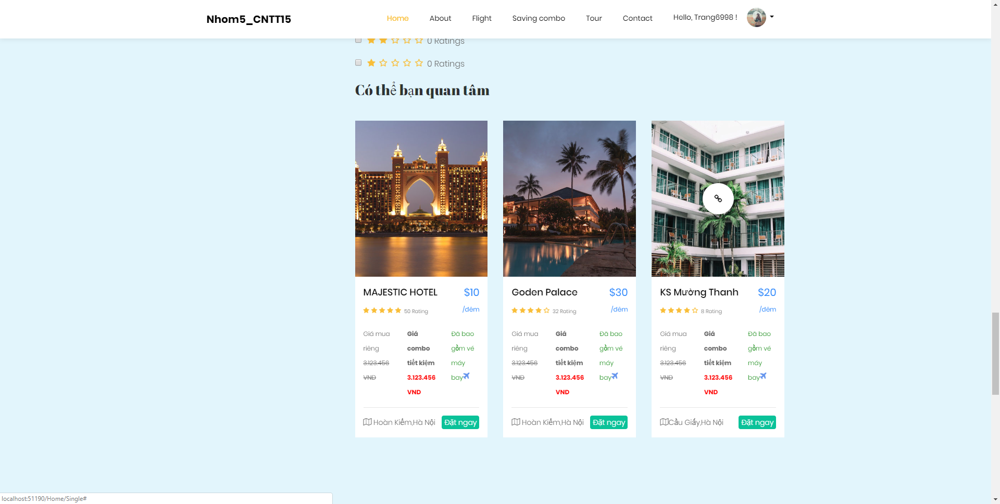 Nhom5_CNTT15
Home About Flight Saving combo Tour Contact Hello, Trang6998 !
0 Ratings
0 Ratings
Có thể bạn quan tâm
MAJESTIC HOTEL $10
50 Rating /đêm
Giá mua riêng
3.123.456 VND
Giá combo tiết kiệm
3.123.456 VND
Đã bao gồm vé máy bay
Hoàn Kiếm,Hà Nội Đặt ngay
Goden Palace $30
32 Rating /đêm
Giá mua riêng
3.123.456 VND
Giá combo tiết kiệm
3.123.456 VND
Đã bao gồm vé máy bay
Hoàn Kiếm,Hà Nội Đặt ngay
KS Mường Thanh $20
8 Rating /đêm
Giá mua riêng
3.123.456 VND
Giá combo tiết kiệm
3.123.456 VND
Đã bao gồm vé máy bay
Cầu Giấy,Hà Nội Đặt ngay
localhost:51190/Home/Single#